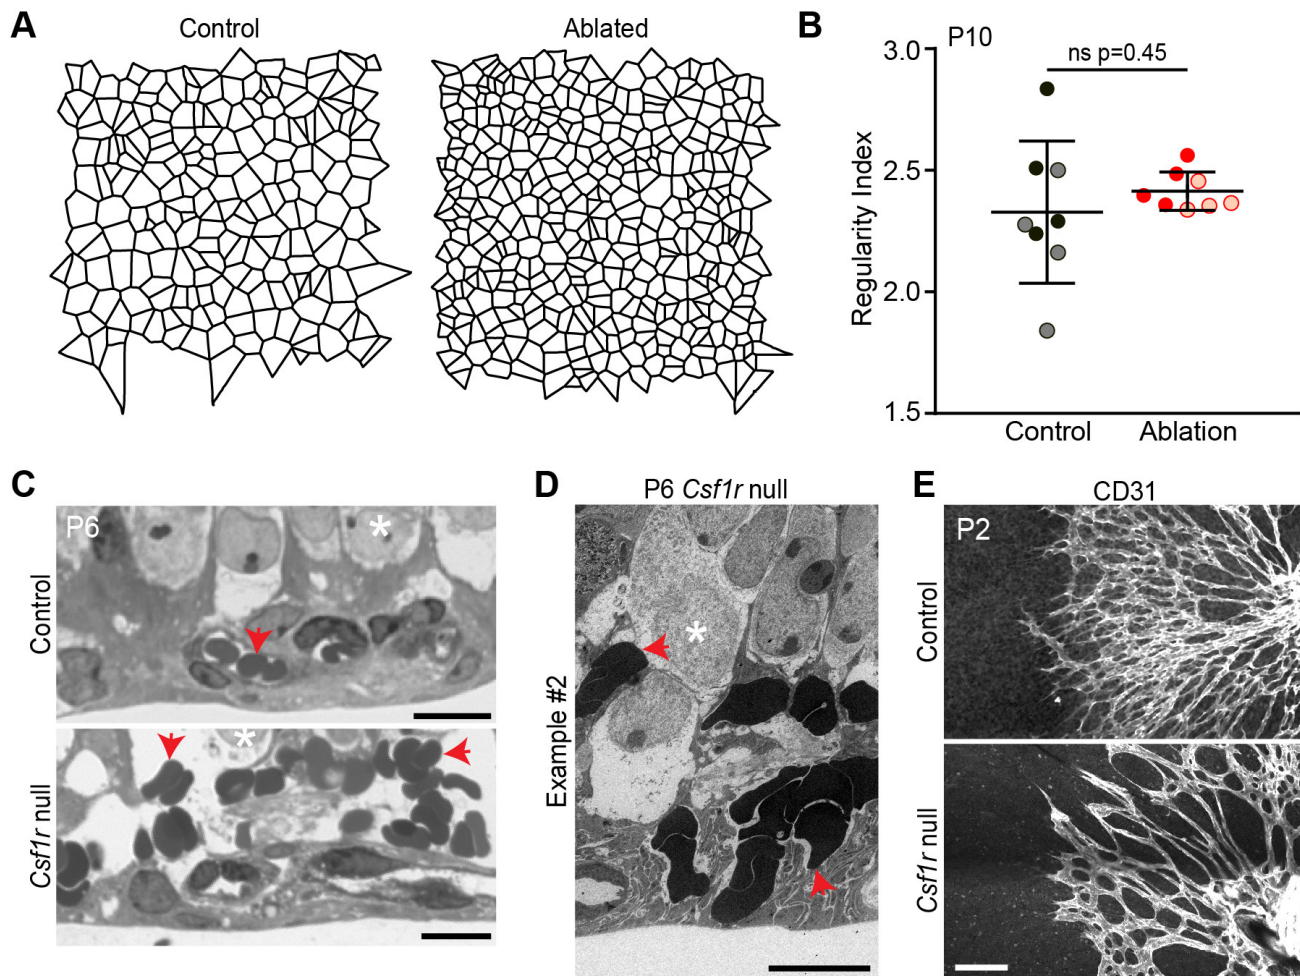 A
Control
Ablated
B
P10
ns p=0.45
3.0
2.5
2.0
1.5
Regularity Index
Control
Ablation
C
P6
*
Control
*
Csf1r null
D
P6 Csf1r null
*
Example #2
E
CD31
P2
Control
Csf1r null